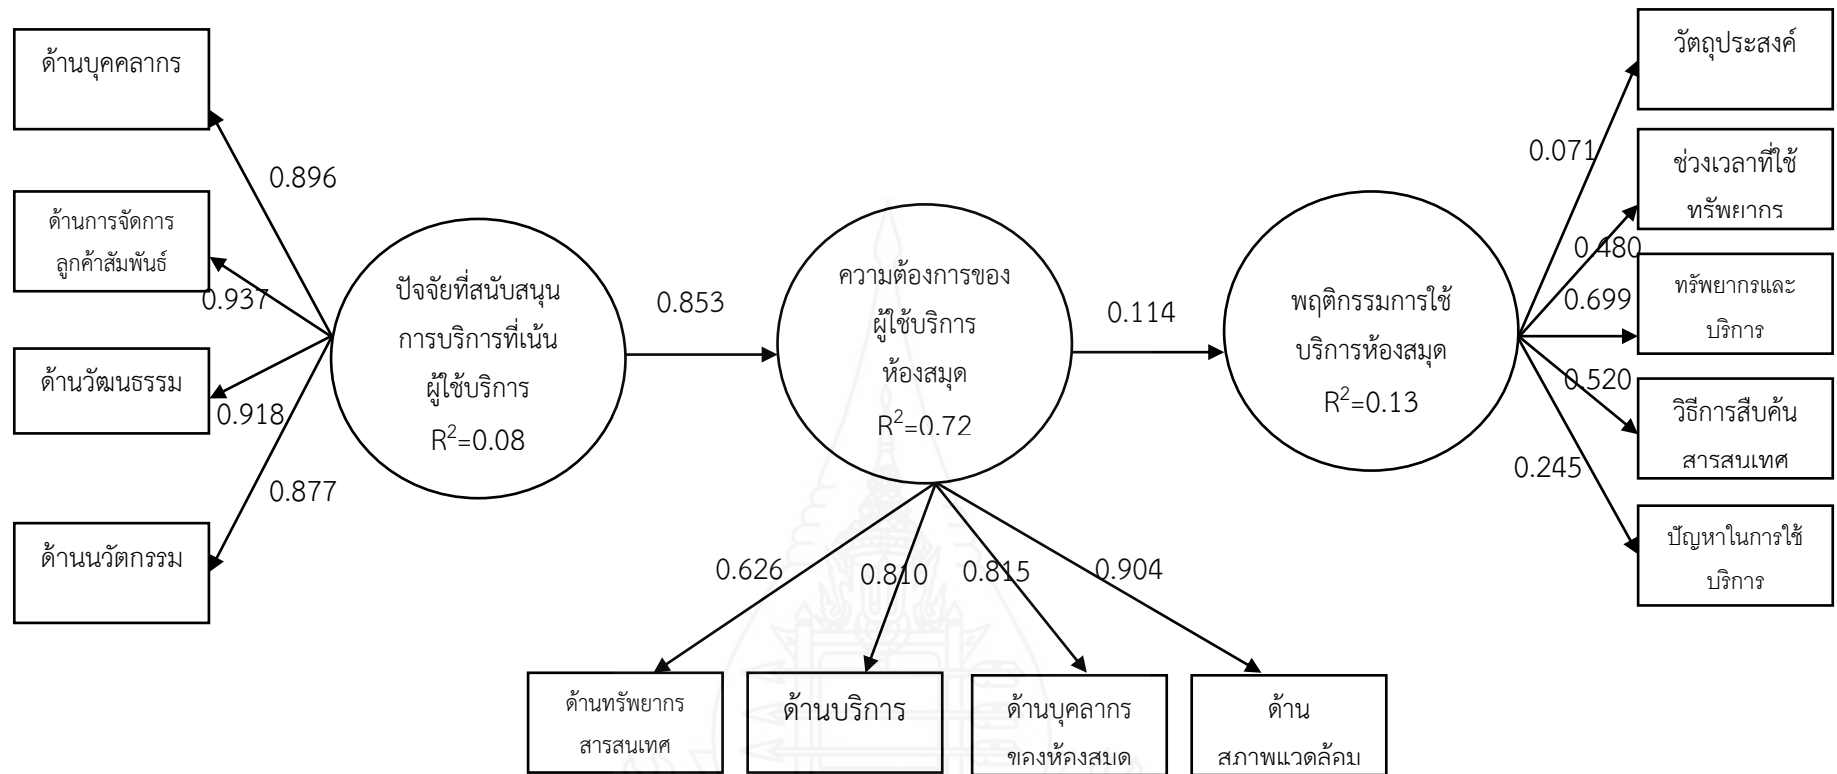 ด้านบุคคลากร
0.896
ด้านการจัดการ
ลูกค้าสัมพันธ์
0.937
ด้านวัฒนธรรม
0.918
0.877
ด้านนวัตกรรม
ปัจจัยที่สนับสนุน
การบริการที่เน้น
ผู้ใช้บริการ
R²=0.08
0.853
ความต้องการของ
ผู้ใช้บริการ
ห้องสมุด
R²=0.72
0.114
พฤติกรรมการใช้
บริการห้องสมุด
R²=0.13
0.071
0.480
0.699
0.520
0.245
วัตถุประสงค์
ช่วงเวลาที่ใช้
ทรัพยากร
ทรัพยากรและ
บริการ
วิธีการสืบค้น
สารสนเทศ
ปัญหาในการใช้
บริการ
0.626
0.810
0.815
0.904
ด้านทรัพยากร
สารสนเทศ
ด้านบริการ
ด้านบุคลากร
ของห้องสมุด
ด้าน
สภาพแวดล้อม